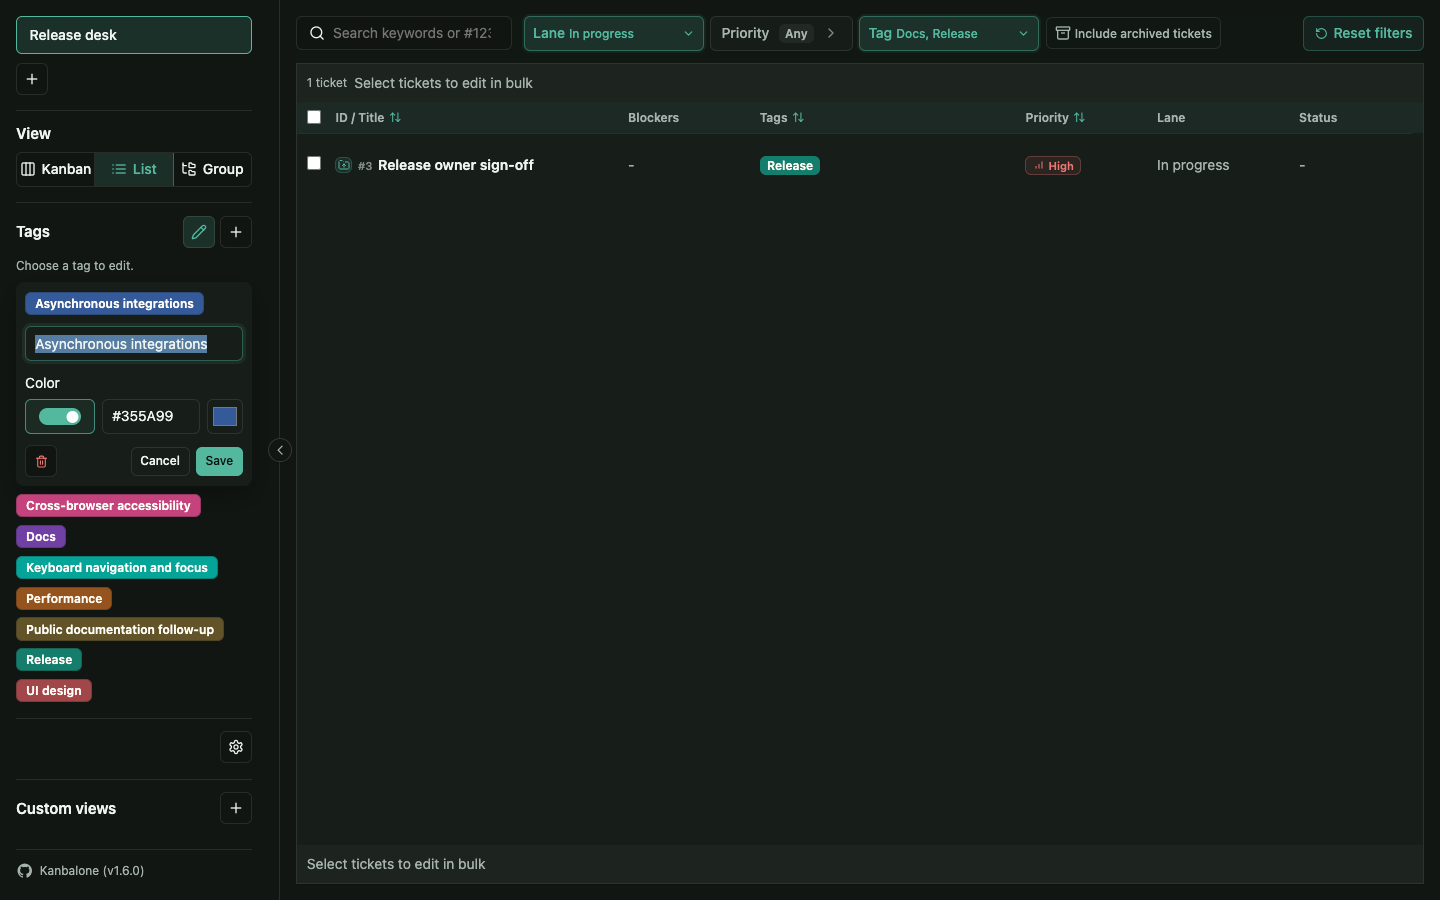 Release desk
View
Kanban
List
Group
Tags
Choose a tag to edit.
Asynchronous integrations
Asynchronous integrations
Color
#355A99
Cancel
Save
Cross-browser accessibility
Docs
Keyboard navigation and focus
Performance
Public documentation follow-up
Release
UI design
Custom views
Kanbalone (v1.6.0)
Search keywords or #123
Lane In progress
Priority Any
Tag Docs, Release
Include archived tickets
Reset filters
1 ticket Select tickets to edit in bulk
ID / Title Blockers Tags Priority Lane Status
#3 Release owner sign-off - Release High In progress -
Select tickets to edit in bulk